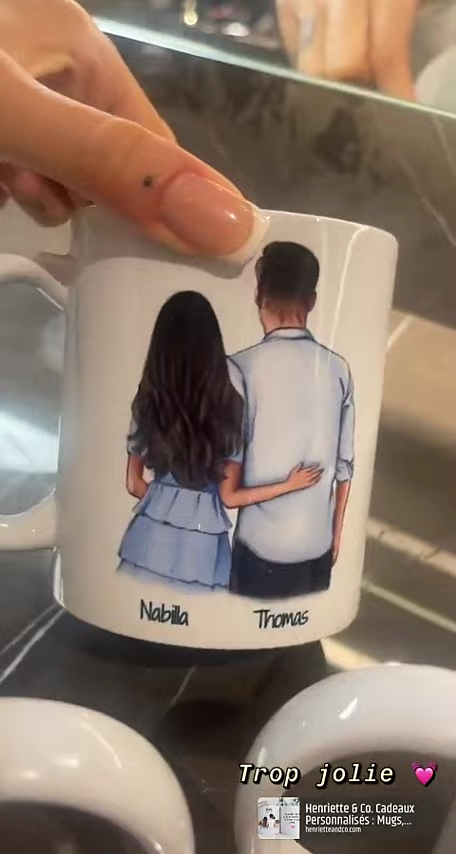 Nabilla Thomas
Trop jolie 💓
Henriette & Co. Cadeaux
Personnalisés : Mugs,...
henrietteandco.com